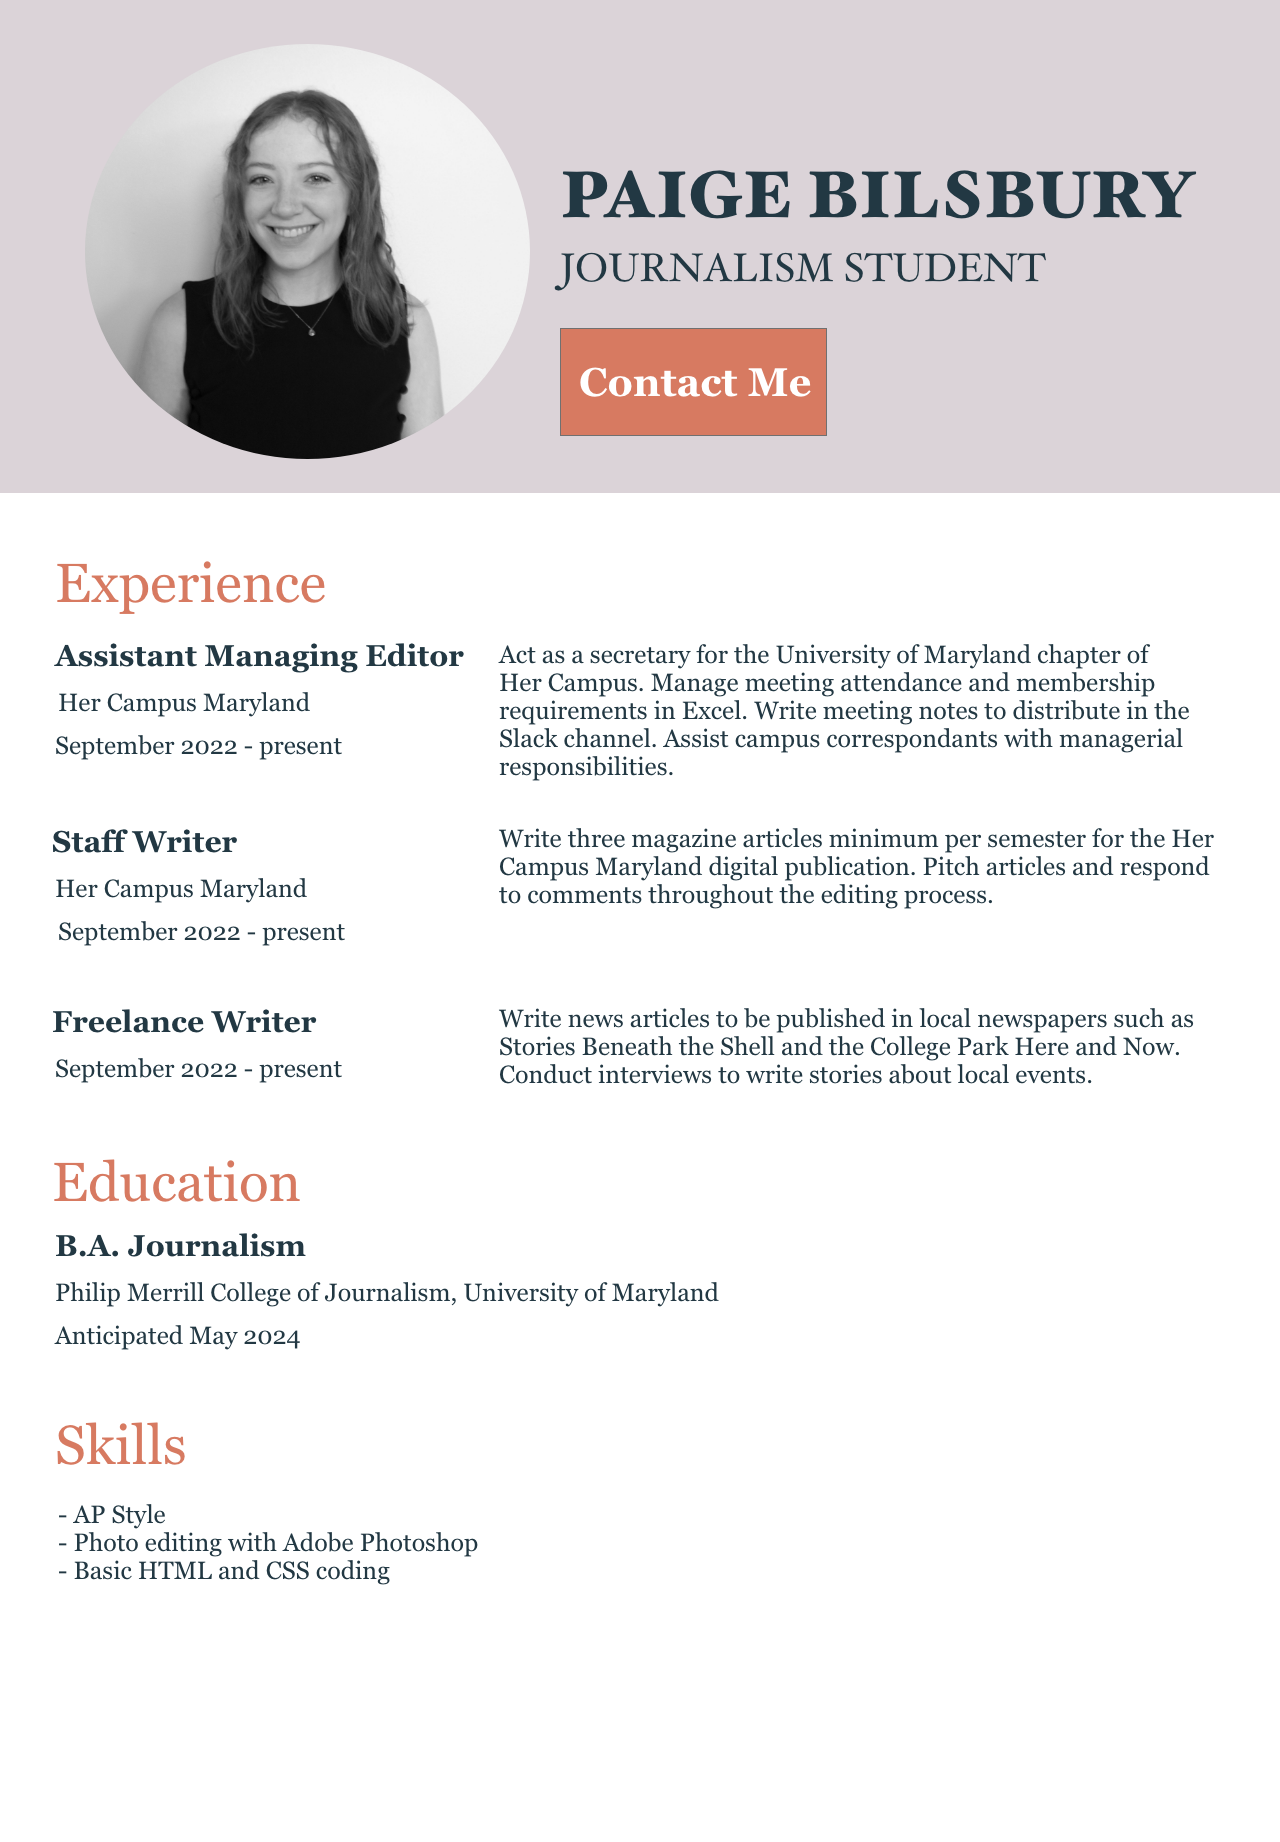 PAIGE BILSBURY
JOURNALISM STUDENT
Contact Me
Experience
Assistant Managing Editor
Her Campus Maryland
September 2022 - present
Act as a secretary for the University of Maryland chapter of
Her Campus. Manage meeting attendance and membership
requirements in Excel. Write meeting notes to distribute in the
Slack channel. Assist campus correspondants with managerial
responsibilities.
Staff Writer
Her Campus Maryland
September 2022 - present
Write three magazine articles minimum per semester for the Her
Campus Maryland digital publication. Pitch articles and respond
to comments throughout the editing process.
Freelance Writer
September 2022 - present
Write news articles to be published in local newspapers such as
Stories Beneath the Shell and the College Park Here and Now.
Conduct interviews to write stories about local events.
Education
B.A. Journalism
Philip Merrill College of Journalism, University of Maryland
Anticipated May 2024
Skills
- AP Style
- Photo editing with Adobe Photoshop
- Basic HTML and CSS coding